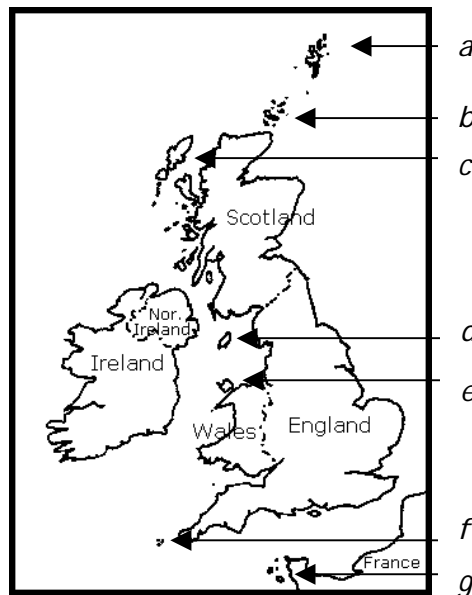 a
b
c
Scotland
Nor.
Ireland
d
Ireland
e
Wales
England
f
France
g